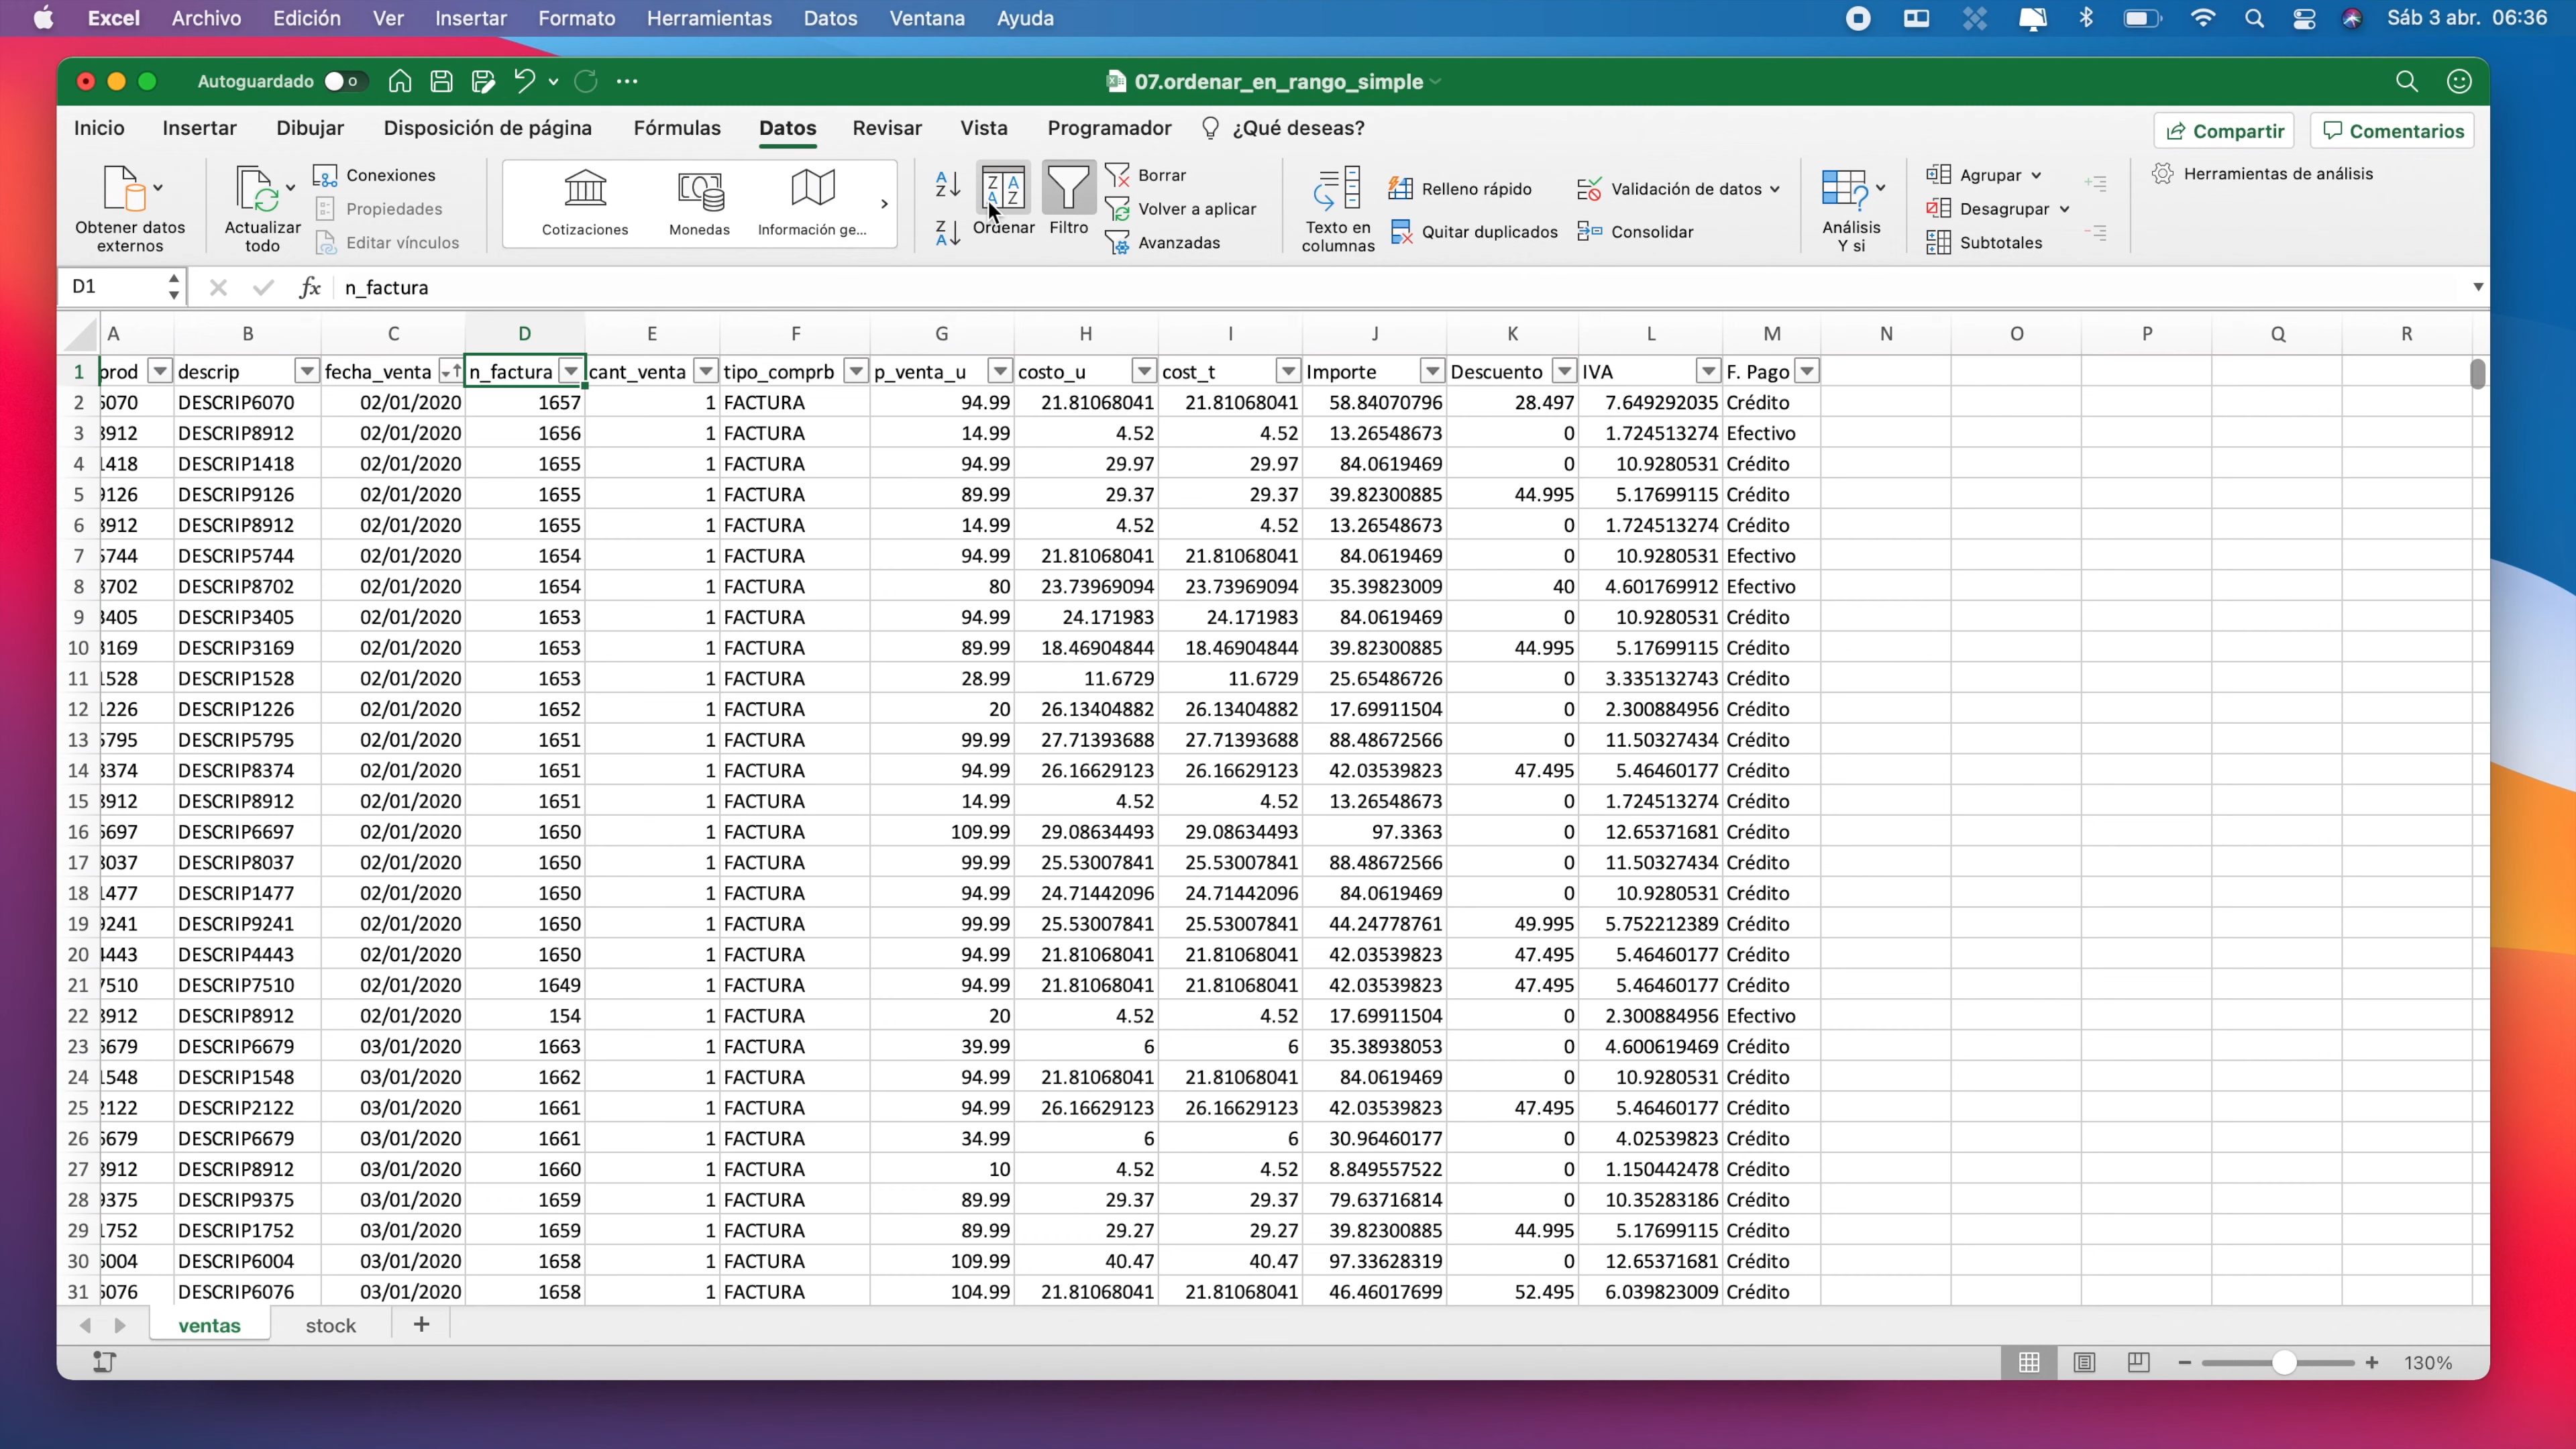 Excel Archivo Edición Ver Insertar Formato Herramientas Datos Ventana Ayuda Sáb 3 abr. 06:36
Autoguardado 07.ordenar_en_rango_simple
Inicio Insertar Dibujar Disposición de página Fórmulas Datos Revisar Vista Programador ¿Qué deseas? Compartir Comentarios
Obtener datos externos
Actualizar todo
Conexiones
Propiedades
Editar vínculos
Cotizaciones Monedas Información ge...
Ordenar Filtro
Borrar
Volver a aplicar
Avanzadas
Texto en columnas
Relleno rápido
Quitar duplicados
Validación de datos
Consolidar
Análisis Y si
Agrupar
Desagrupar
Subtotales
Herramientas de análisis
D1 fx n_factura
A B C D E F G H I J K L M N O P Q R
1 prod descrip fecha_venta n_factura cant_venta tipo_comprb p_venta_u costo_u cost_t Importe Descuento IVA F. Pago
2 6070 DESCRIP6070 02/01/2020 1657 1 FACTURA 94.99 21.81068041 21.81068041 58.84070796 28.497 7.649292035 Crédito
3 8912 DESCRIP8912 02/01/2020 1656 1 FACTURA 14.99 4.52 4.52 13.26548673 0 1.724513274 Efectivo
4 1418 DESCRIP1418 02/01/2020 1655 1 FACTURA 94.99 29.97 29.97 84.0619469 0 10.9280531 Crédito
5 9126 DESCRIP9126 02/01/2020 1655 1 FACTURA 89.99 29.37 29.37 39.82300885 44.995 5.17699115 Crédito
6 8912 DESCRIP8912 02/01/2020 1655 1 FACTURA 14.99 4.52 4.52 13.26548673 0 1.724513274 Crédito
7 5744 DESCRIP5744 02/01/2020 1654 1 FACTURA 94.99 21.81068041 21.81068041 84.0619469 0 10.9280531 Efectivo
8 8702 DESCRIP8702 02/01/2020 1654 1 FACTURA 80 23.73969094 23.73969094 35.39823009 40 4.601769912 Efectivo
9 3405 DESCRIP3405 02/01/2020 1653 1 FACTURA 94.99 24.171983 24.171983 84.0619469 0 10.9280531 Crédito
10 3169 DESCRIP3169 02/01/2020 1653 1 FACTURA 89.99 18.46904844 18.46904844 39.82300885 44.995 5.17699115 Crédito
11 1528 DESCRIP1528 02/01/2020 1653 1 FACTURA 28.99 11.6729 11.6729 25.65486726 0 3.335132743 Crédito
12 1226 DESCRIP1226 02/01/2020 1652 1 FACTURA 20 26.13404882 26.13404882 17.69911504 0 2.300884956 Crédito
13 5795 DESCRIP5795 02/01/2020 1651 1 FACTURA 99.99 27.71393688 27.71393688 88.48672566 0 11.50327434 Crédito
14 8374 DESCRIP8374 02/01/2020 1651 1 FACTURA 94.99 26.16629123 26.16629123 42.03539823 47.495 5.46460177 Crédito
15 8912 DESCRIP8912 02/01/2020 1651 1 FACTURA 14.99 4.52 4.52 13.26548673 0 1.724513274 Crédito
16 6697 DESCRIP6697 02/01/2020 1650 1 FACTURA 109.99 29.08634493 29.08634493 97.3363 0 12.65371681 Crédito
17 8037 DESCRIP8037 02/01/2020 1650 1 FACTURA 99.99 25.53007841 25.53007841 88.48672566 0 11.50327434 Crédito
18 1477 DESCRIP1477 02/01/2020 1650 1 FACTURA 94.99 24.71442096 24.71442096 84.0619469 0 10.9280531 Crédito
19 9241 DESCRIP9241 02/01/2020 1650 1 FACTURA 99.99 25.53007841 25.53007841 44.24778761 49.995 5.752212389 Crédito
20 4443 DESCRIP4443 02/01/2020 1650 1 FACTURA 94.99 21.81068041 21.81068041 42.03539823 47.495 5.46460177 Crédito
21 7510 DESCRIP7510 02/01/2020 1649 1 FACTURA 94.99 21.81068041 21.81068041 42.03539823 47.495 5.46460177 Crédito
22 8912 DESCRIP8912 02/01/2020 154 1 FACTURA 20 4.52 4.52 17.69911504 0 2.300884956 Efectivo
23 6679 DESCRIP6679 03/01/2020 1663 1 FACTURA 39.99 6 6 35.38938053 0 4.600619469 Crédito
24 1548 DESCRIP1548 03/01/2020 1662 1 FACTURA 94.99 21.81068041 21.81068041 84.0619469 0 10.9280531 Crédito
25 2122 DESCRIP2122 03/01/2020 1661 1 FACTURA 94.99 26.16629123 26.16629123 42.03539823 47.495 5.46460177 Crédito
26 6679 DESCRIP6679 03/01/2020 1661 1 FACTURA 34.99 6 6 30.96460177 0 4.02539823 Crédito
27 8912 DESCRIP8912 03/01/2020 1660 1 FACTURA 10 4.52 4.52 8.849557522 0 1.150442478 Crédito
28 9375 DESCRIP9375 03/01/2020 1659 1 FACTURA 89.99 29.37 29.37 79.63716814 0 10.35283186 Crédito
29 1752 DESCRIP1752 03/01/2020 1659 1 FACTURA 89.99 29.27 29.27 39.82300885 44.995 5.17699115 Crédito
30 6004 DESCRIP6004 03/01/2020 1658 1 FACTURA 109.99 40.47 40.47 97.33628319 0 12.65371681 Crédito
31 6076 DESCRIP6076 03/01/2020 1658 1 FACTURA 104.99 21.81068041 21.81068041 46.46017699 52.495 6.039823009 Crédito
ventas stock +
130%